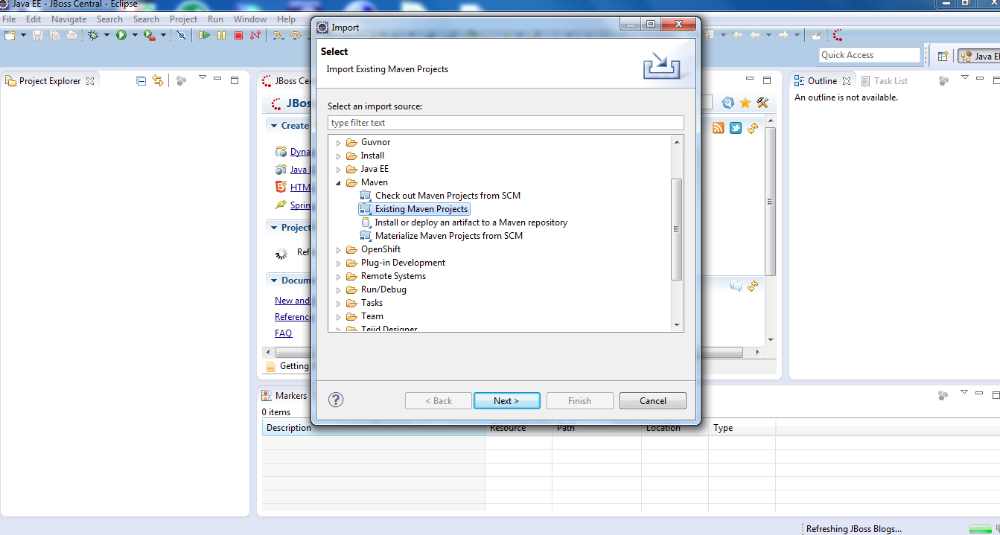 Java EE - JBoss Central - Eclipse
File Edit Navigate Search Search Project Run Window Help
Quick Access
Java E
Project Explorer
JBoss Cen
JBos
Create
Dyna
Java
HTM
Sprin
Project
Ref
Docum
New and
Reference
FAQ
Getting
Import
Select
Import Existing Maven Projects
Select an import source:
type filter text
Guvnor
Install
Java EE
Maven
Check out Maven Projects from SCM
Existing Maven Projects
Install or deploy an artifact to a Maven repository
Materialize Maven Projects from SCM
OpenShift
Plug-in Development
Remote Systems
Run/Debug
Tasks
Team
Teiid Designer
< Back Next > Finish Cancel
Outline Task List
An outline is not available.
Markers
0 items
Description Resource Path Location Type
Refreshing JBoss Blogs...